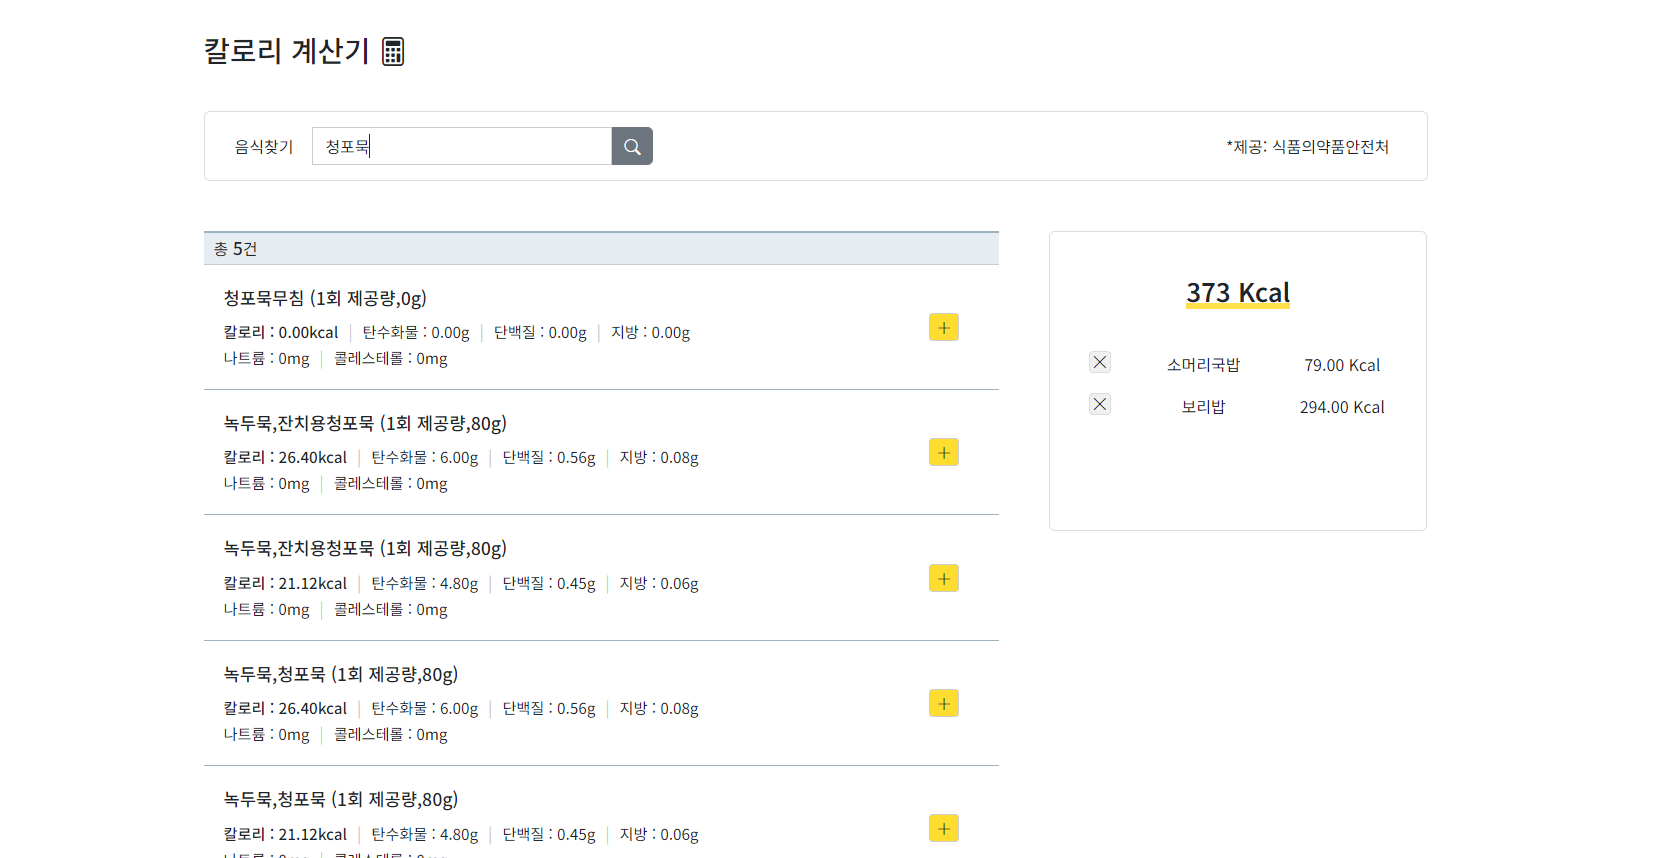 칼로리 계산기
음식찾기 청포묵 *제공: 식품의약품안전처
총 5건
청포묵무침 (1회 제공량,0g)
칼로리 : 0.00kcal | 탄수화물 : 0.00g | 단백질 : 0.00g | 지방 : 0.00g
나트륨 : 0mg | 콜레스테롤 : 0mg
녹두묵,잔치용청포묵 (1회 제공량,80g)
칼로리 : 26.40kcal | 탄수화물 : 6.00g | 단백질 : 0.56g | 지방 : 0.08g
나트륨 : 0mg | 콜레스테롤 : 0mg
녹두묵,잔치용청포묵 (1회 제공량,80g)
칼로리 : 21.12kcal | 탄수화물 : 4.80g | 단백질 : 0.45g | 지방 : 0.06g
나트륨 : 0mg | 콜레스테롤 : 0mg
녹두묵,청포묵 (1회 제공량,80g)
칼로리 : 26.40kcal | 탄수화물 : 6.00g | 단백질 : 0.56g | 지방 : 0.08g
나트륨 : 0mg | 콜레스테롤 : 0mg
녹두묵,청포묵 (1회 제공량,80g)
칼로리 : 21.12kcal | 탄수화물 : 4.80g | 단백질 : 0.45g | 지방 : 0.06g
373 Kcal
소머리국밥 79.00 Kcal
보리밥 294.00 Kcal